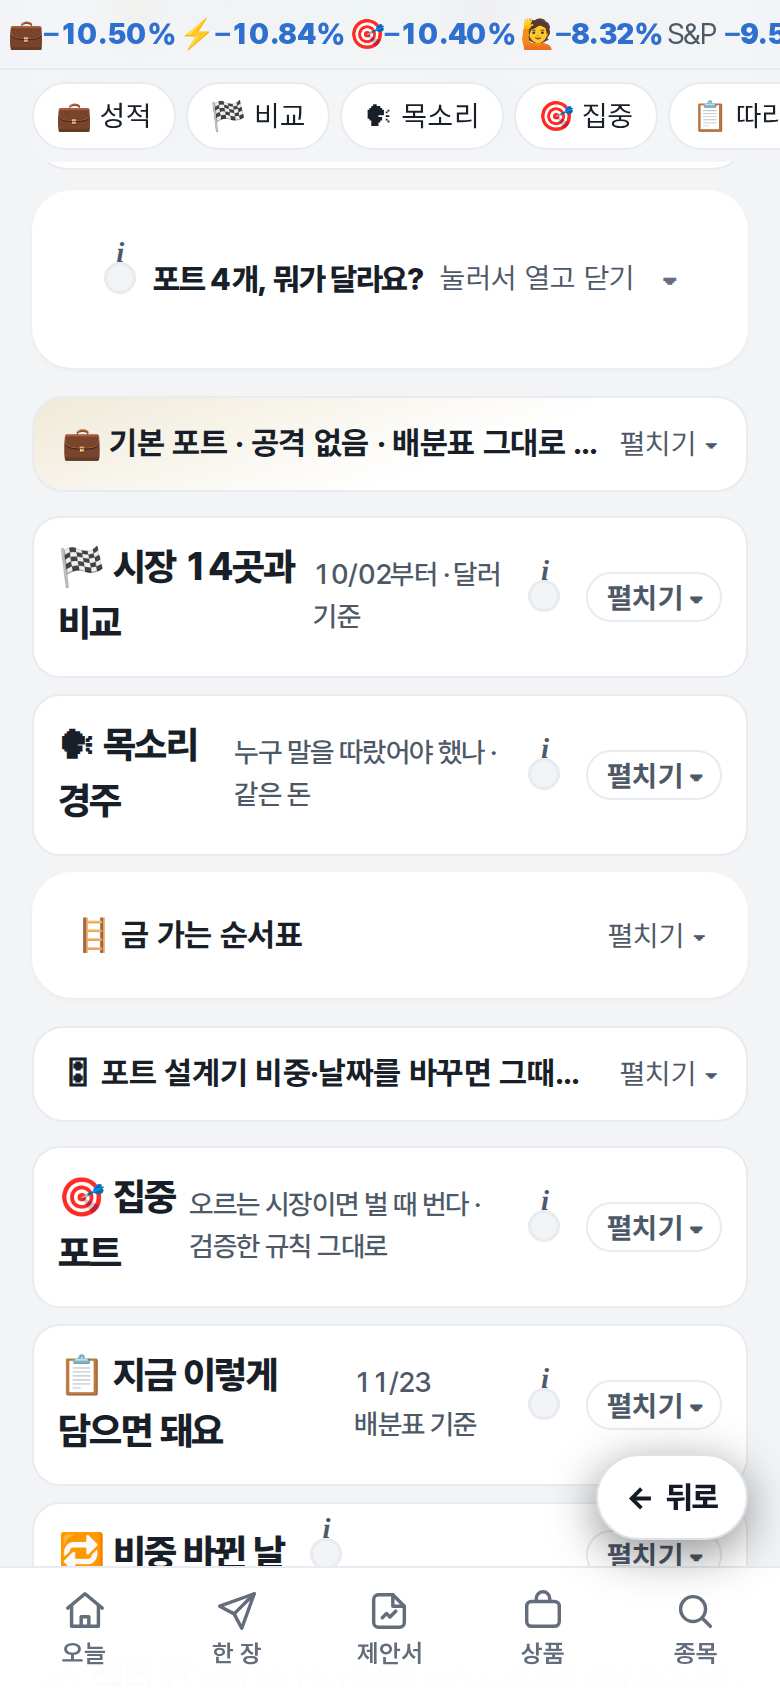 💼−10.50% ⚡−10.84% 🎯−10.40% 🙋−8.32% S&P −9.5
💼 성적 🏁 비교 🗣 목소리 🎯 집중 📋 따라
i 포트 4개, 뭐가 달라요? 눌러서 열고 닫기
💼 기본 포트 · 공격 없음 · 배분표 그대로 ... 펼치기
🏁 시장 14곳과
비교
10/02부터 · 달러
기준
i
펼치기
🗣 목소리
경주
누구 말을 따랐어야 했나 ·
같은 돈
i
펼치기
🪜 금 가는 순서표 펼치기
🎛 포트 설계기 비중·날짜를 바꾸면 그때... 펼치기
🎯 집중
포트
오르는 시장이면 벌 때 번다 ·
검증한 규칙 그대로
i
펼치기
📋 지금 이렇게
담으면 돼요
11/23
배분표 기준
i
펼치기
← 뒤로
🔁 비중 바뀐 날 i 펼치기
오늘 한 장 제안서 상품 종목